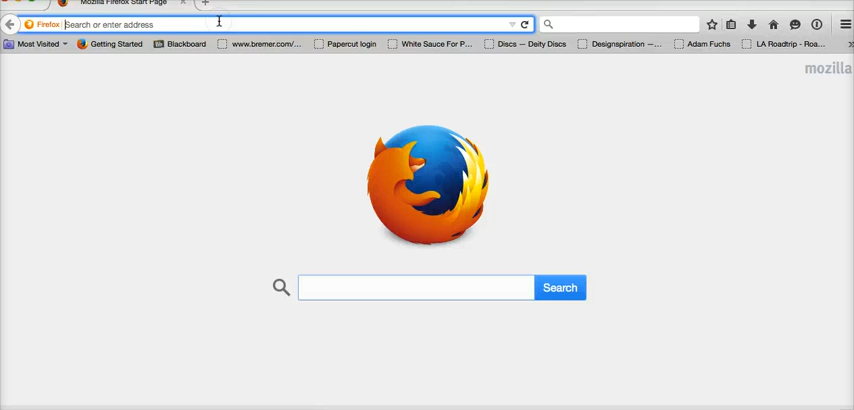 Mozilla Firefox Start Page
Firefox Search or enter address
Most Visited Getting Started Blackboard www.bremer.com/... Papercut login White Sauce For P... Discs — Deity Discs Designspiration —... Adam Fuchs LA Roadtrip - Roa...
mozilla
Search